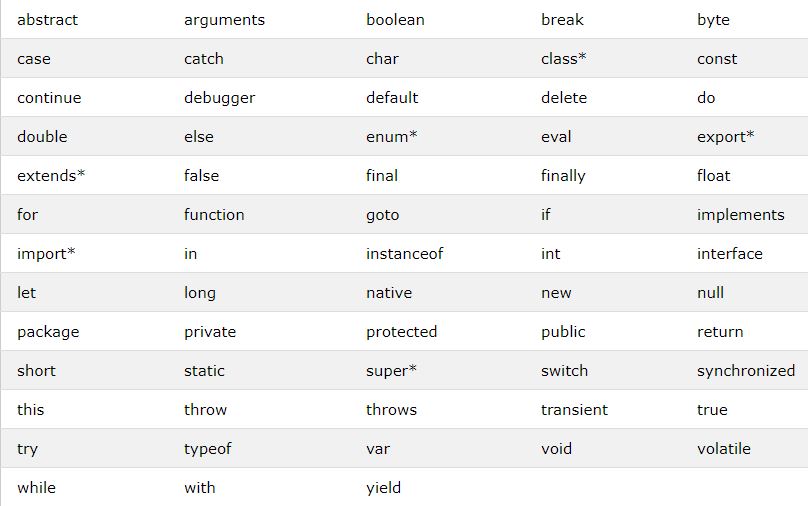 abstract arguments boolean break byte
case catch char class* const
continue debugger default delete do
double else enum* eval export*
extends* false final finally float
for function goto if implements
import* in instanceof int interface
let long native new null
package private protected public return
short static super* switch synchronized
this throw throws transient true
try typeof var void volatile
while with yield